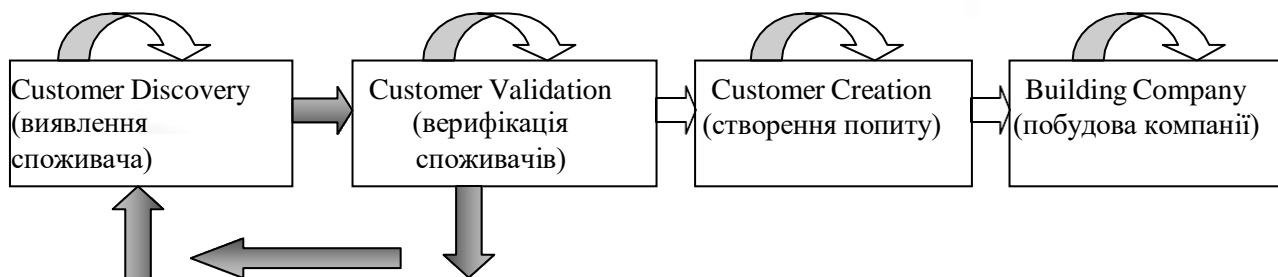 Customer Discovery
(виявлення
споживача)
Customer Validation
(верифікація
споживачів)
Customer Creation
(створення попиту)
Building Company
(побудова компанії)